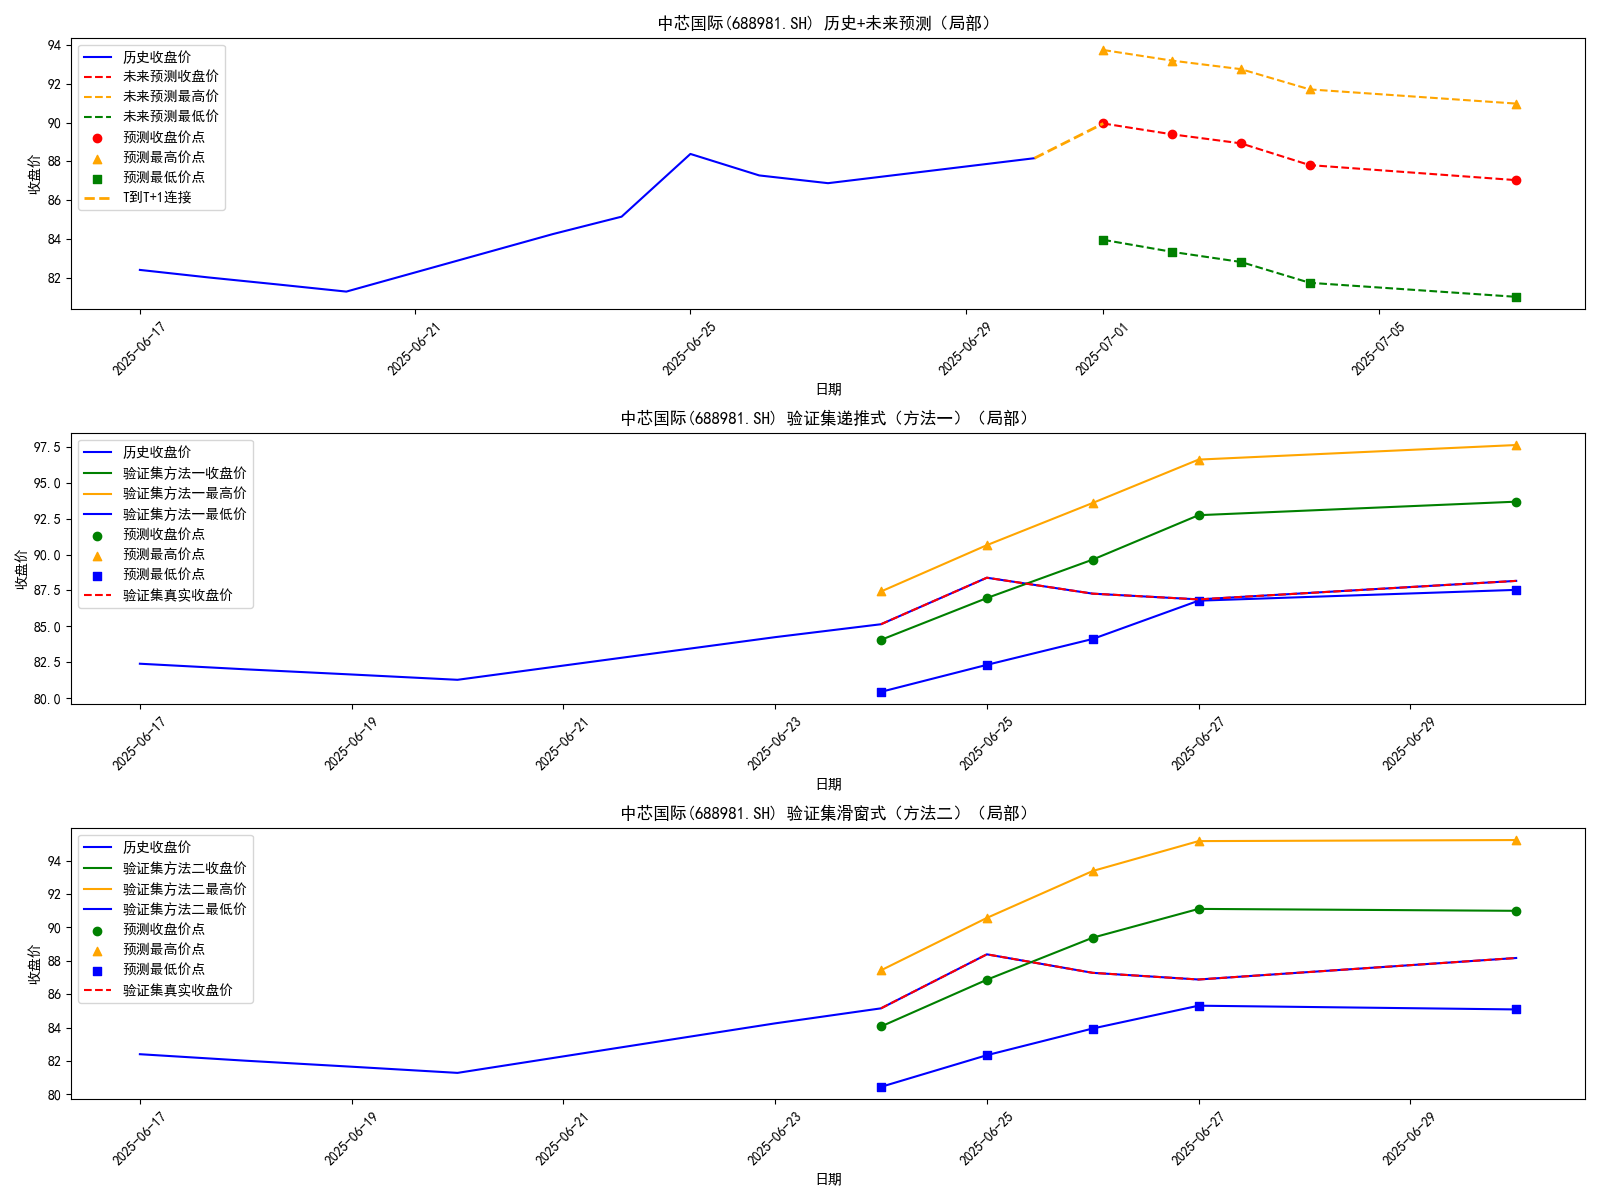 中芯国际(688981.SH) 历史+未来预测（局部）
94
92
90
88
86
84
82
收盘价
历史收盘价
未来预测收盘价
未来预测最高价
未来预测最低价
预测收盘价点
预测最高价点
预测最低价点
T到T+1连接
2025-06-17
2025-06-21
2025-06-25
2025-06-29
2025-07-01
2025-07-05
日期
中芯国际(688981.SH) 验证集递推式（方法一）（局部）
97.5
95.0
92.5
90.0
87.5
85.0
82.5
80.0
收盘价
历史收盘价
验证集方法一收盘价
验证集方法一最高价
验证集方法一最低价
预测收盘价点
预测最高价点
预测最低价点
验证集真实收盘价
2025-06-17
2025-06-19
2025-06-21
2025-06-23
2025-06-25
2025-06-27
2025-06-29
日期
中芯国际(688981.SH) 验证集滑窗式（方法二）（局部）
94
92
90
88
86
84
82
80
收盘价
历史收盘价
验证集方法二收盘价
验证集方法二最高价
验证集方法二最低价
预测收盘价点
预测最高价点
预测最低价点
验证集真实收盘价
2025-06-17
2025-06-19
2025-06-21
2025-06-23
2025-06-25
2025-06-27
2025-06-29
日期